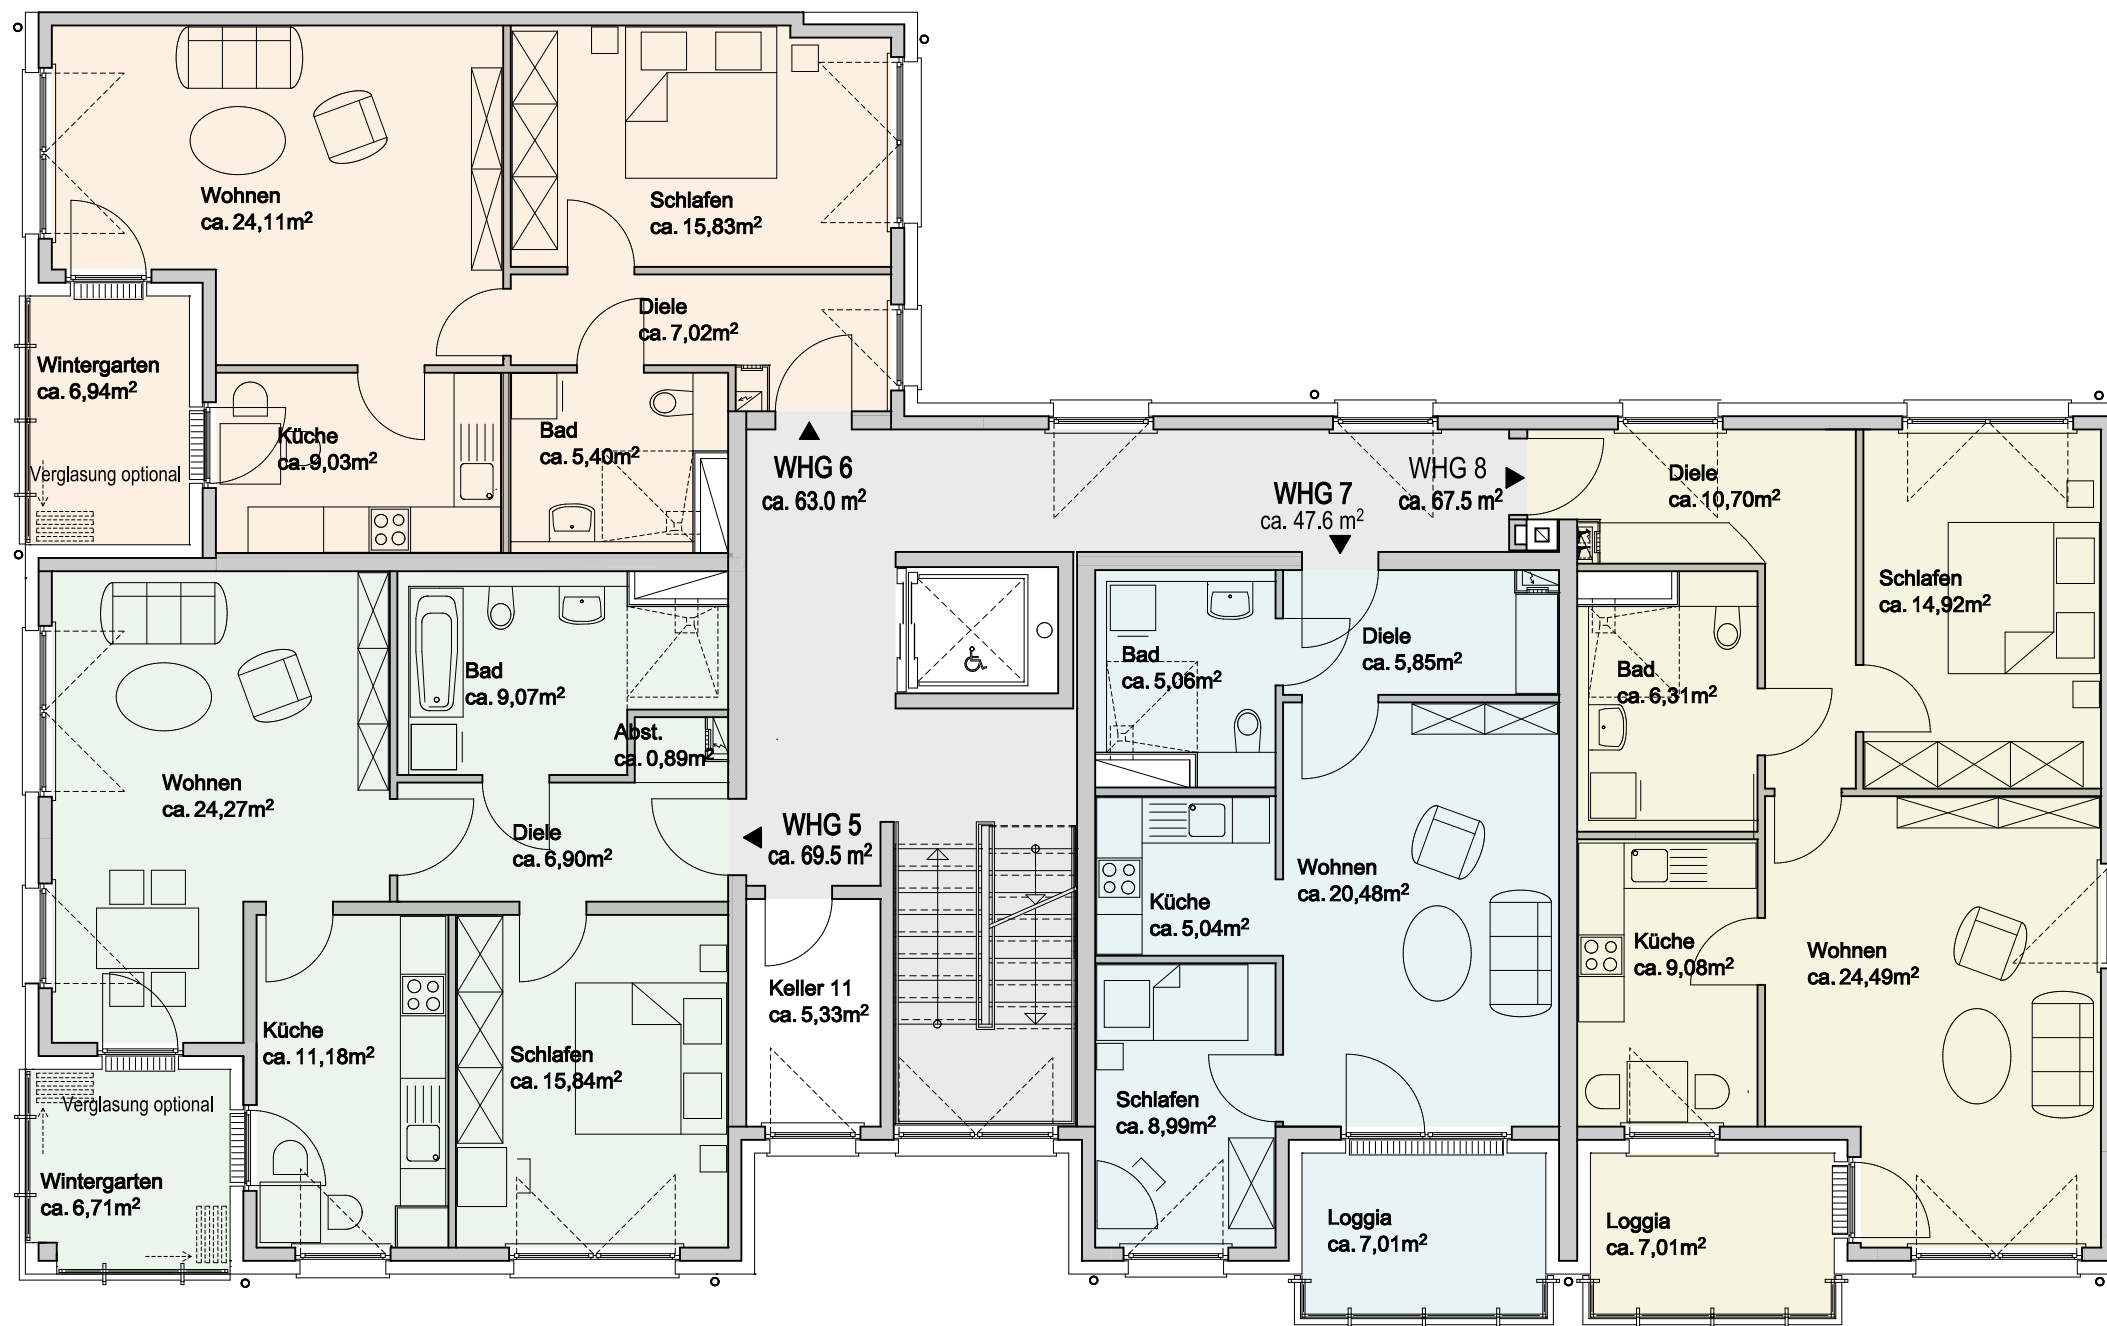 Wohnen
ca. 24,11m²
Schlafen
ca. 15,83m²
Diele
ca. 7,02m²
Wintergarten
ca. 6,94m²
Verglasung optional
Küche
ca. 9,03m²
Bad
ca. 5,40m²
WHG 6
ca. 63.0 m²
WHG 7
ca. 47.6 m²
WHG 8
ca. 67.5 m²
Diele
ca. 10,70m²
Schlafen
ca. 14,92m²
Bad
ca. 9,07m²
Abst.
ca. 0,89m²
Wohnen
ca. 24,27m²
Diele
ca. 6,90m²
WHG 5
ca. 69.5 m²
Bad
ca. 5,06m²
Diele
ca. 5,85m²
Bad
ca. 6,31m²
Küche
ca. 5,04m²
Wohnen
ca. 20,48m²
Küche
ca. 9,08m²
Wohnen
ca. 24,49m²
Keller 11
ca. 5,33m²
Küche
ca. 11,18m²
Schlafen
ca. 15,84m²
Verglasung optional
Wintergarten
ca. 6,71m²
Schlafen
ca. 8,99m²
Loggia
ca. 7,01m²
Loggia
ca. 7,01m²